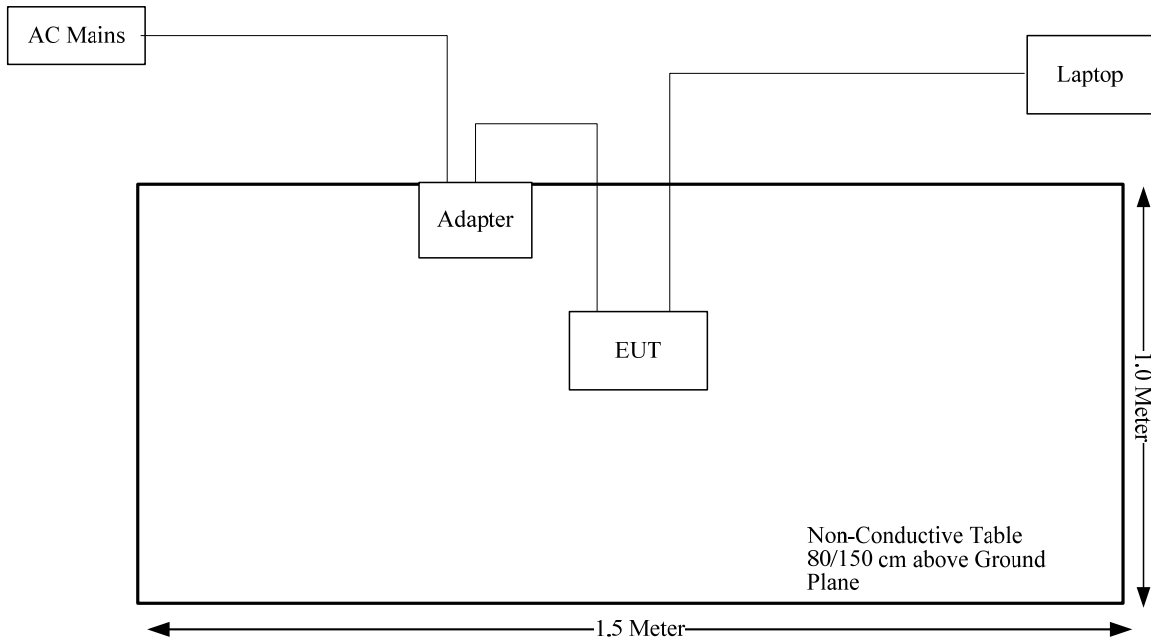 AC Mains
Laptop
Adapter
EUT
1.0 Meter
Non-Conductive Table
80/150 cm above Ground
Plane
1.5 Meter